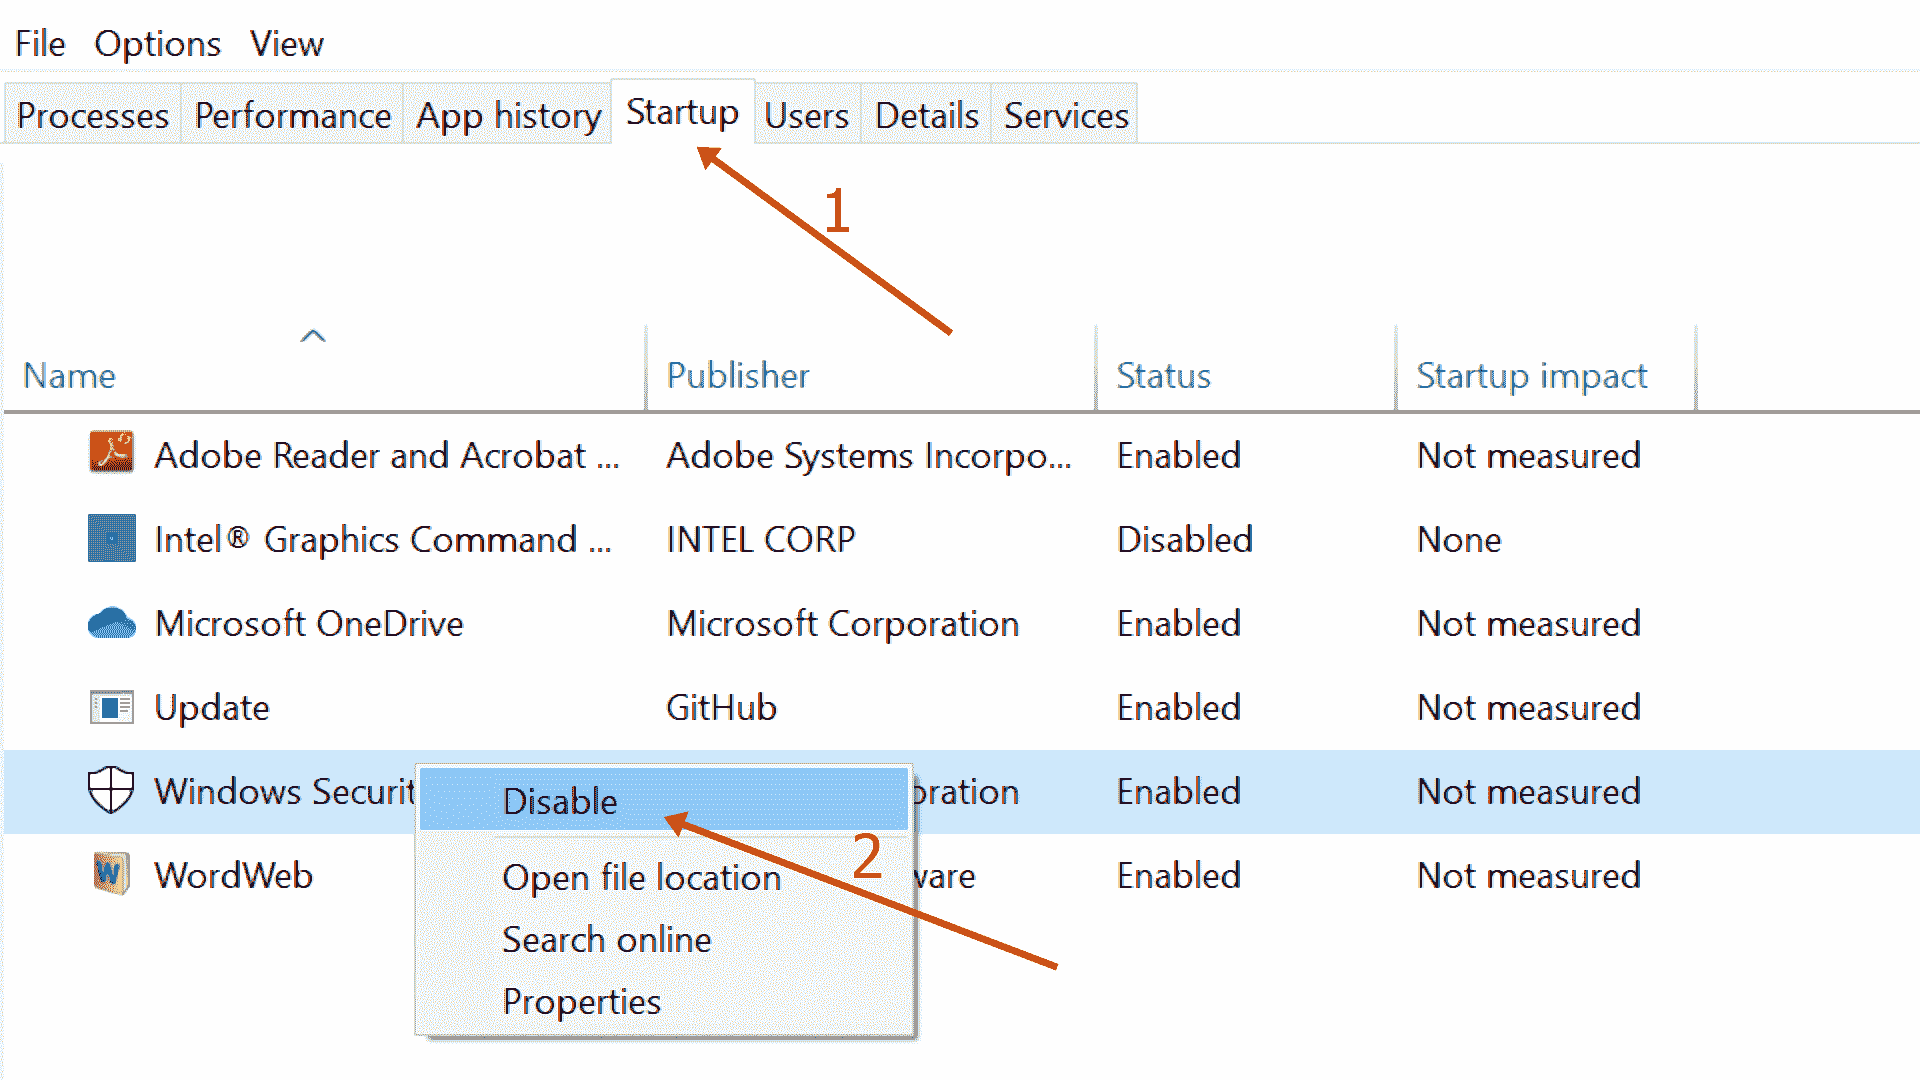 File Options View
Processes Performance App history Startup Users Details Services
1
Name Publisher Status Startup impact
Adobe Reader and Acrobat ... Adobe Systems Incorpo... Enabled Not measured
Intel® Graphics Command ... INTEL CORP Disabled None
Microsoft OneDrive Microsoft Corporation Enabled Not measured
Update GitHub Enabled Not measured
Windows Enabled Not measured
Disable
2
WordWeb Enabled Not measured
Open file location
Search online
Properties